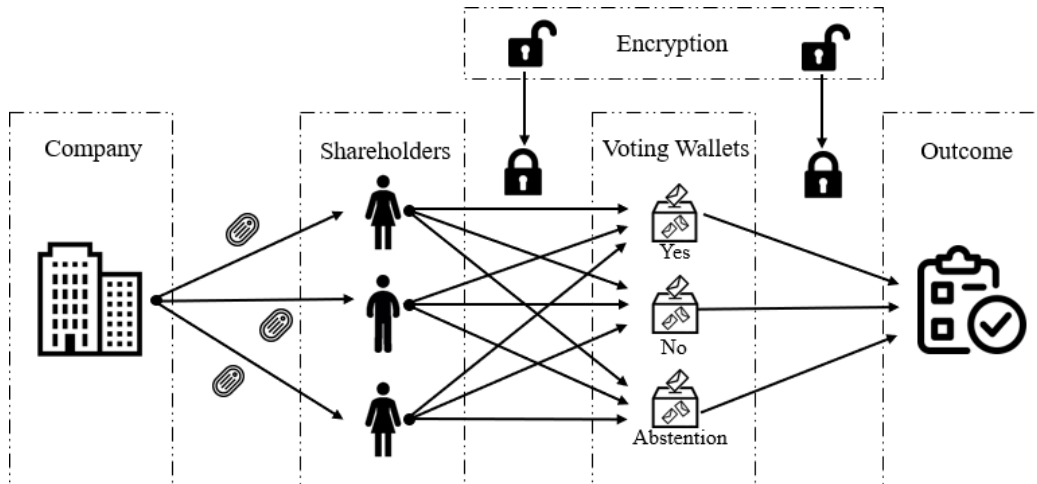 Encryption
Company
Shareholders
Voting Wallets
Outcome
Yes
No
Abstention